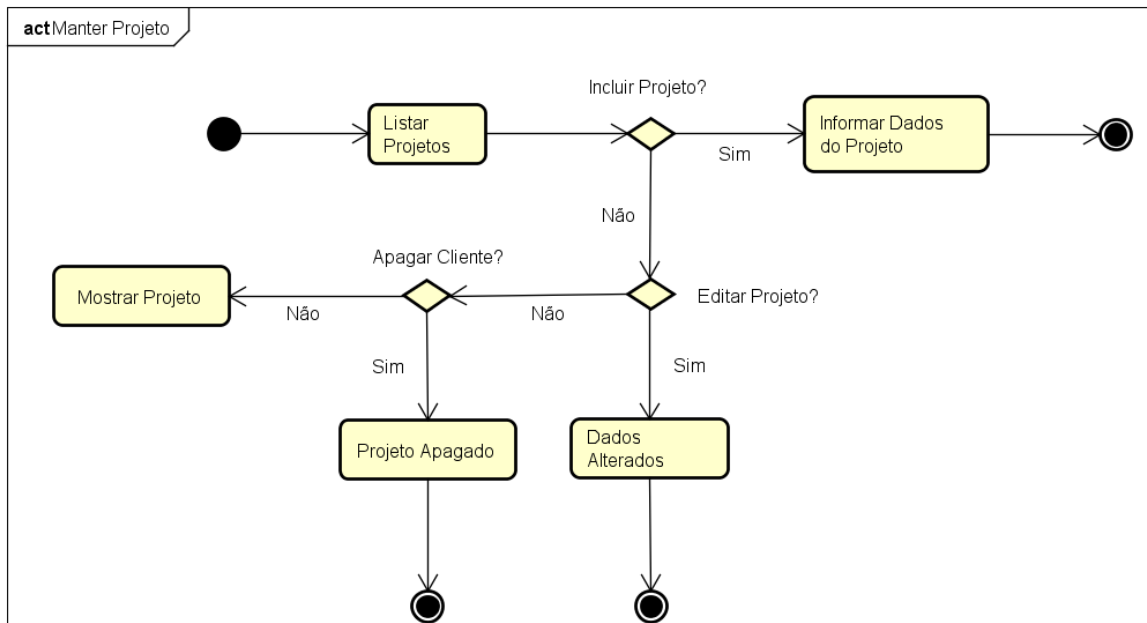 act Manter Projeto
Incluir Projeto?
Listar
Projetos
Informar Dados
do Projeto
Sim
Não
Apagar Cliente?
Mostrar Projeto
Editar Projeto?
Não
Não
Sim
Sim
Projeto Apagado
Dados
Alterados